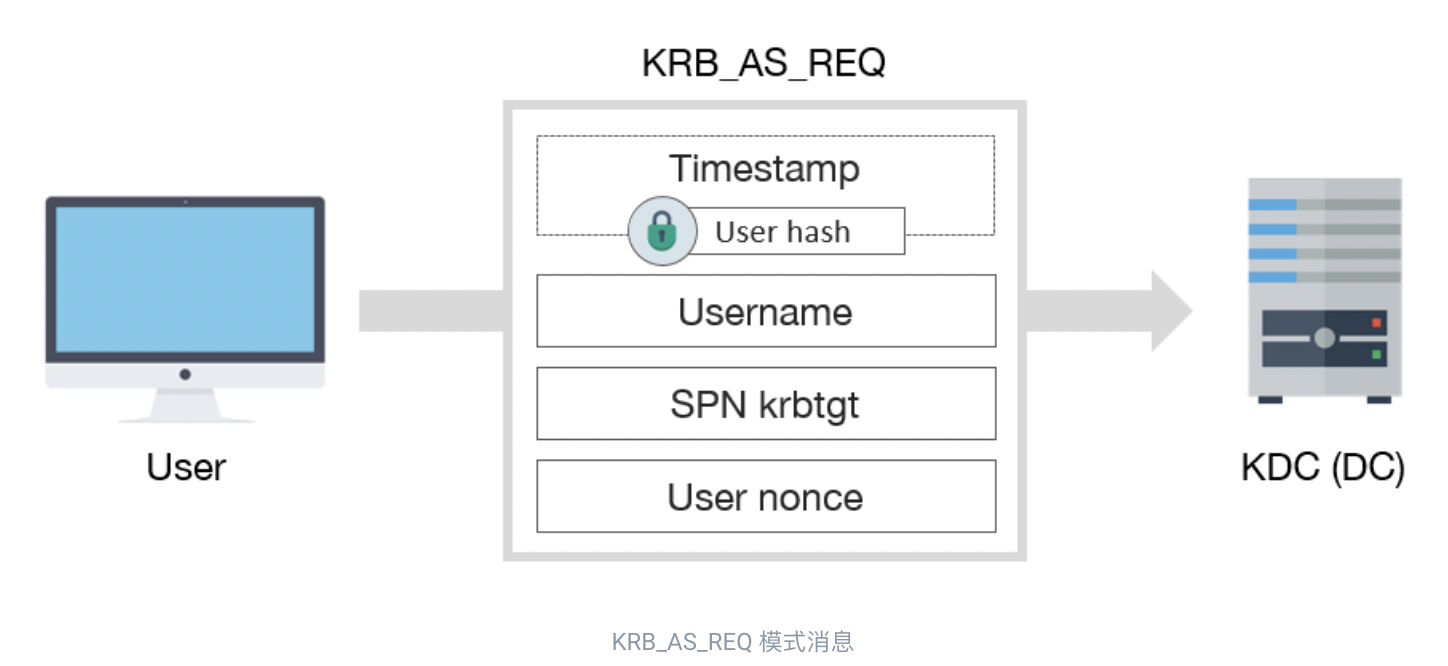 KRB_AS_REQ
Timestamp
User hash
Username
SPN krbtgt
User nonce
User
KDC (DC)
KRB_AS_REQ 模式消息